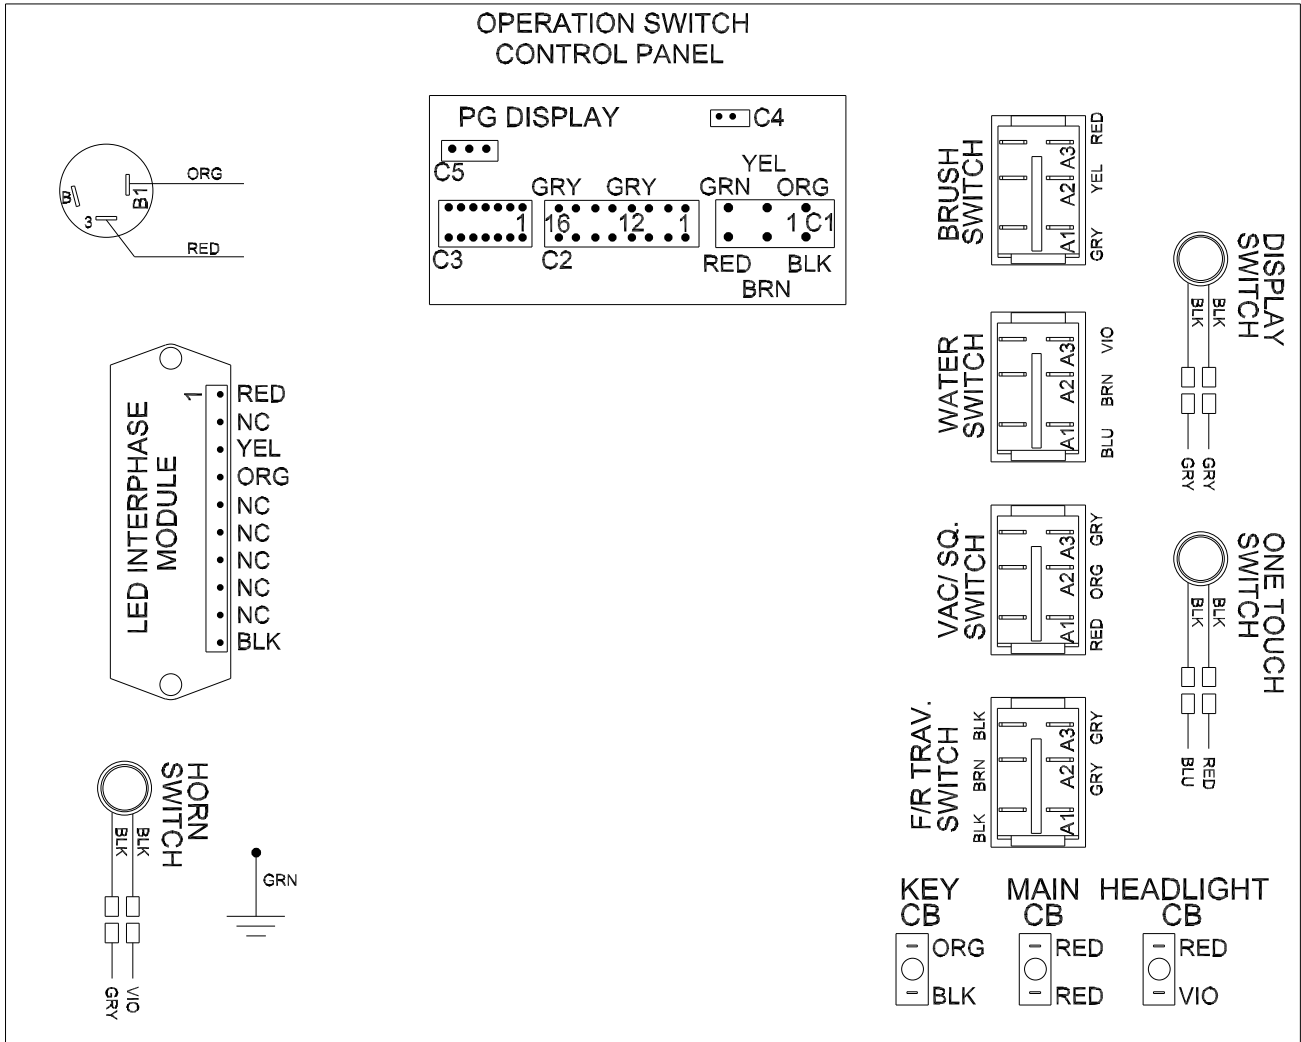 OPERATION SWITCH
CONTROL PANEL
PG DISPLAY
C4
C5
YEL
GRY GRY GRN ORG
1 16 12 1 1 C1
C3 C2 RED BLK
BRN
ORG
B B1
3
RED
LED INTERPHASE
MODULE
1 RED
NC
YEL
ORG
NC
NC
NC
NC
NC
BLK
HORN
SWITCH
BLK BLK
GRY VIO
GRN
BRUSH
SWITCH
A3 RED
A2 YEL
A1 GRY
WATER
SWITCH
A3 VIO
A2 BRN
A1 BLU
VAC/ SQ.
SWITCH
A3 GRY
A2 ORG
A1 RED
F/R TRAV.
SWITCH
BLK A3 GRY
BRN A2 GRY
BLK A1
DISPLAY
SWITCH
BLK BLK
GRY GRY
ONE TOUCH
SWITCH
BLK BLK
BLU RED
KEY MAIN HEADLIGHT
CB CB CB
ORG RED RED
BLK RED VIO